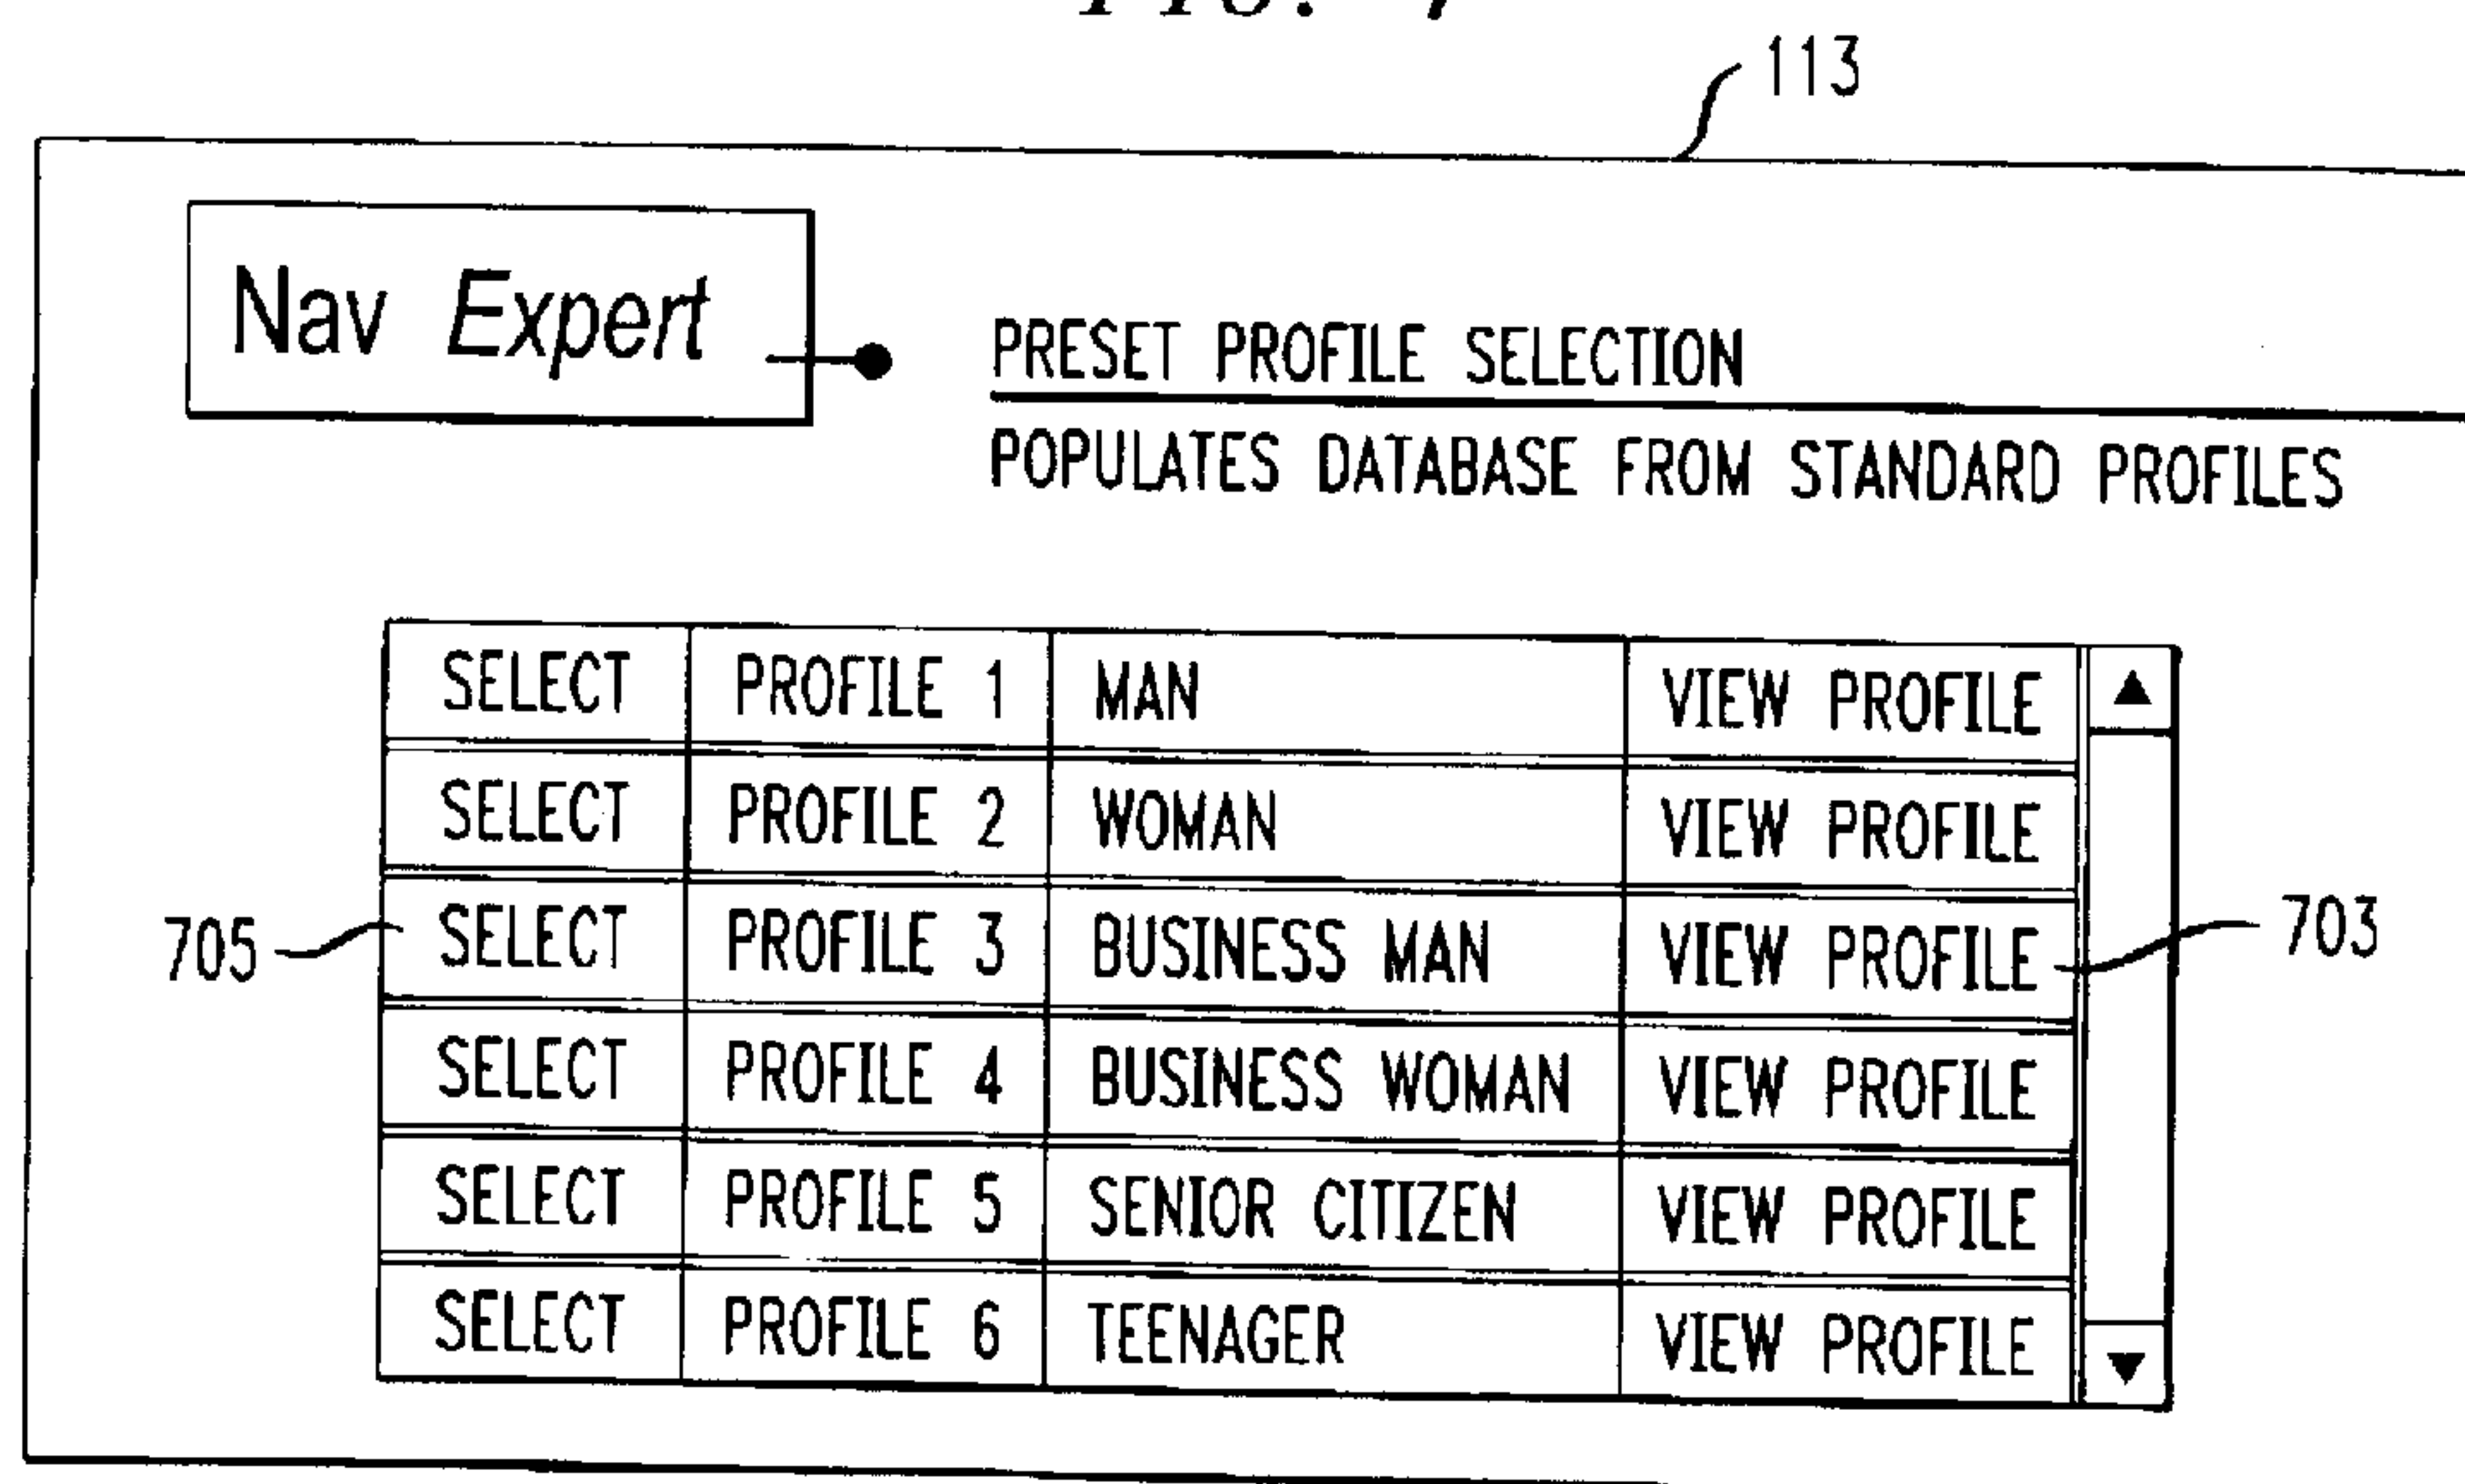 FIG. 7
113
Nav Expert
PRESET PROFILE SELECTION
POPULATES DATABASE FROM STANDARD PROFILES
SELECT PROFILE 1 MAN VIEW PROFILE
SELECT PROFILE 2 WOMAN VIEW PROFILE
705 SELECT PROFILE 3 BUSINESS MAN VIEW PROFILE 703
SELECT PROFILE 4 BUSINESS WOMAN VIEW PROFILE
SELECT PROFILE 5 SENIOR CITIZEN VIEW PROFILE
SELECT PROFILE 6 TEENAGER VIEW PROFILE